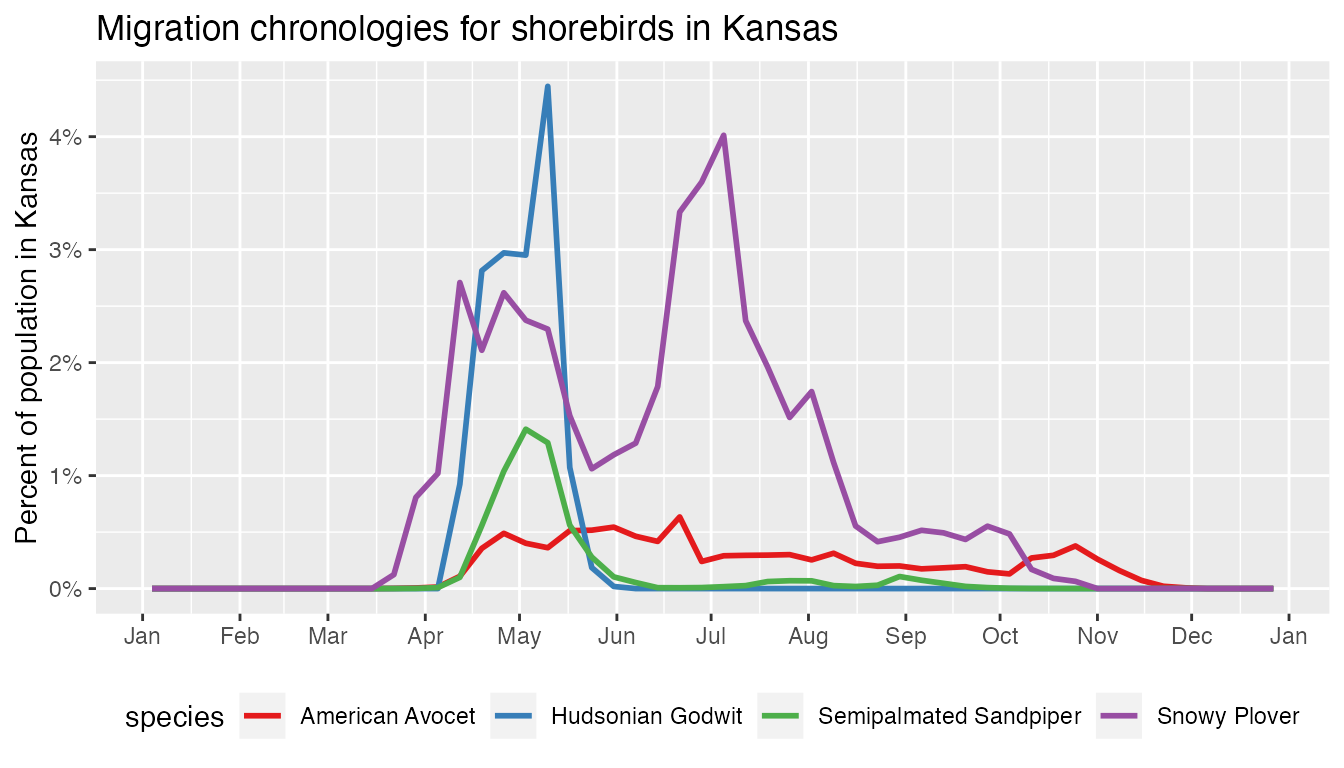 Migration chronologies for shorebirds in Kansas
Percent of population in Kansas
4%
3%
2%
1%
0%
Jan Feb Mar Apr May Jun Jul Aug Sep Oct Nov Dec Jan
species American Avocet Hudsonian Godwit Semipalmated Sandpiper Snowy Plover